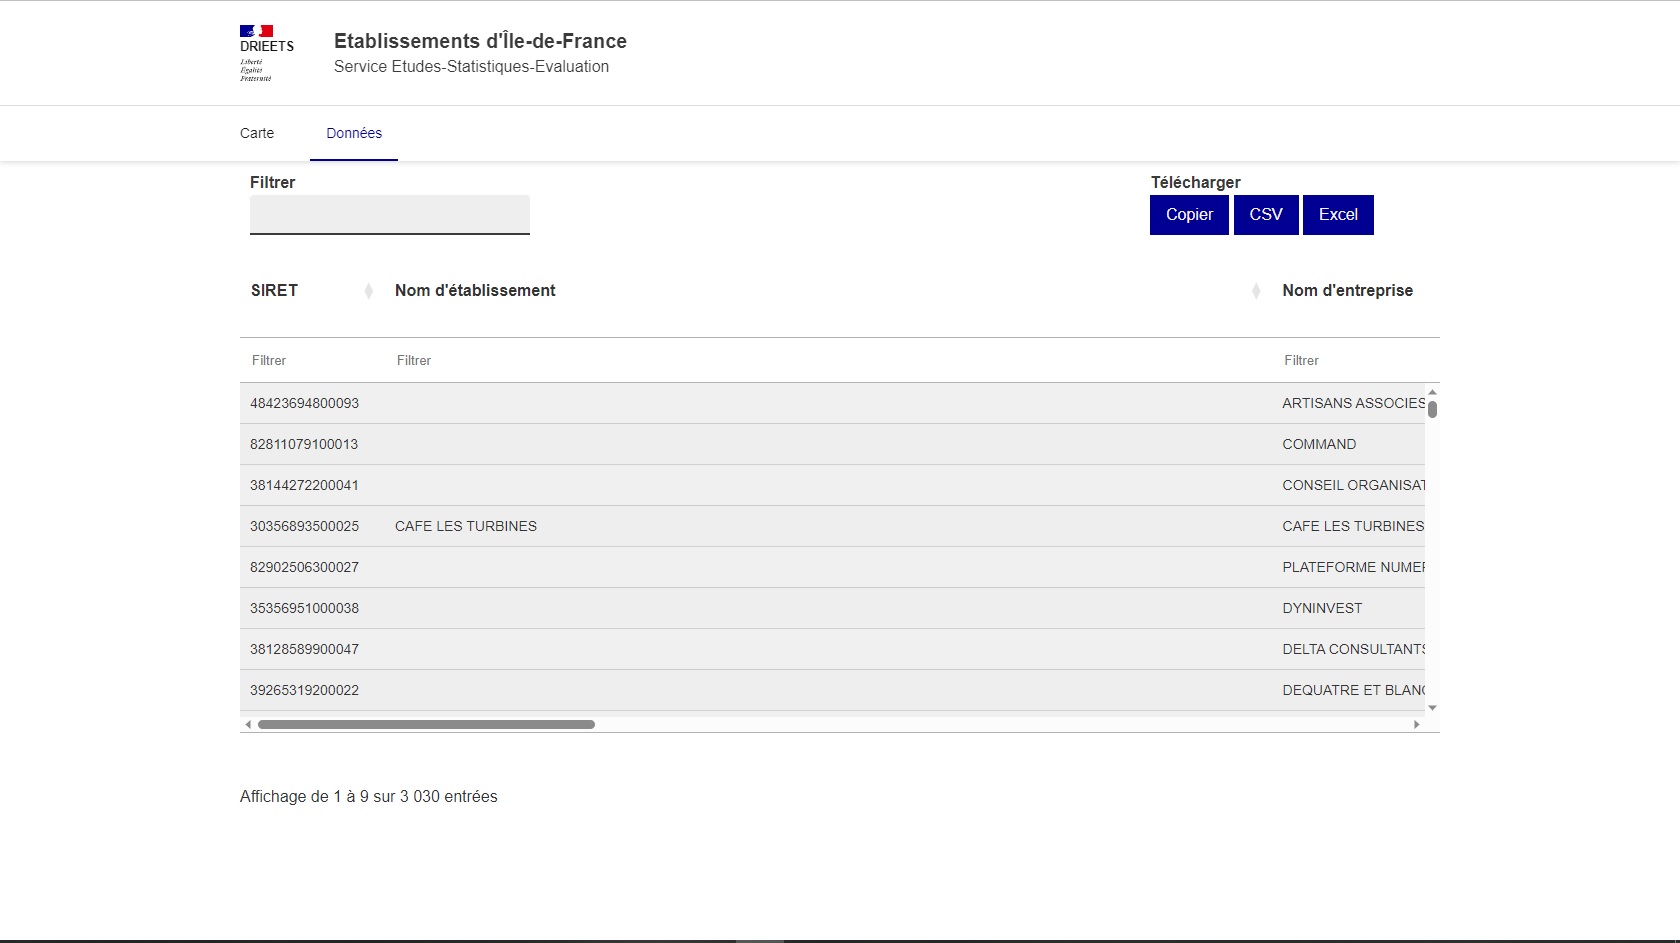 DRIEETS
Liberté
Égalité
Fraternité
Etablissements d'Île-de-France
Service Etudes-Statistiques-Evaluation
Carte
Données
Filtrer
Télécharger
Copier CSV Excel
SIRET Nom d'établissement Nom d'entreprise
Filtrer Filtrer Filtrer
48423694800093 ARTISANS ASSOCIES
82811079100013 COMMAND
38144272200041 CONSEIL ORGANISAT
30356893500025 CAFE LES TURBINES CAFE LES TURBINES
82902506300027 PLATEFORME NUMER
35356951000038 DYNINVEST
38128589900047 DELTA CONSULTANTS
39265319200022 DEQUATRE ET BLANC
Affichage de 1 à 9 sur 3 030 entrées